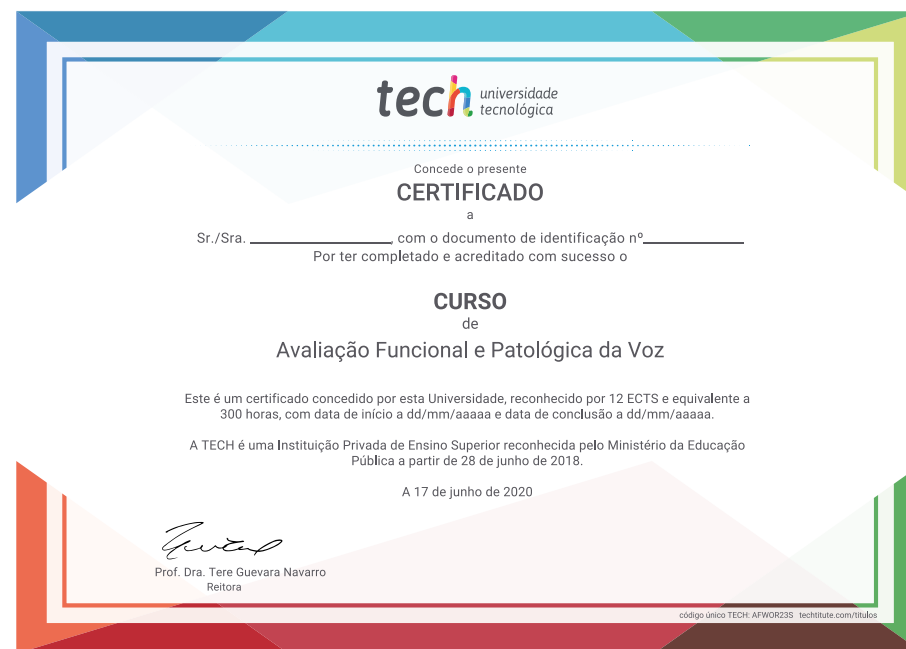 tech universidade
tecnológica
Concede o presente
CERTIFICADO
a
Sr./Sra. ____________________, com o documento de identificação nº______________
Por ter completado e acreditado com sucesso o
CURSO
de
Avaliação Funcional e Patológica da Voz
Este é um certificado concedido por esta Universidade, reconhecido por 12 ECTS e equivalente a
300 horas, com data de início a dd/mm/aaaaa e data de conclusão a dd/mm/aaaaa.
A TECH é uma Instituição Privada de Ensino Superior reconhecida pelo Ministério da Educação
Pública a partir de 28 de junho de 2018.
A 17 de junho de 2020
Prof. Dra. Tere Guevara Navarro
Reitora
código único TECH: AFWOR23S techtitute.com/titulos